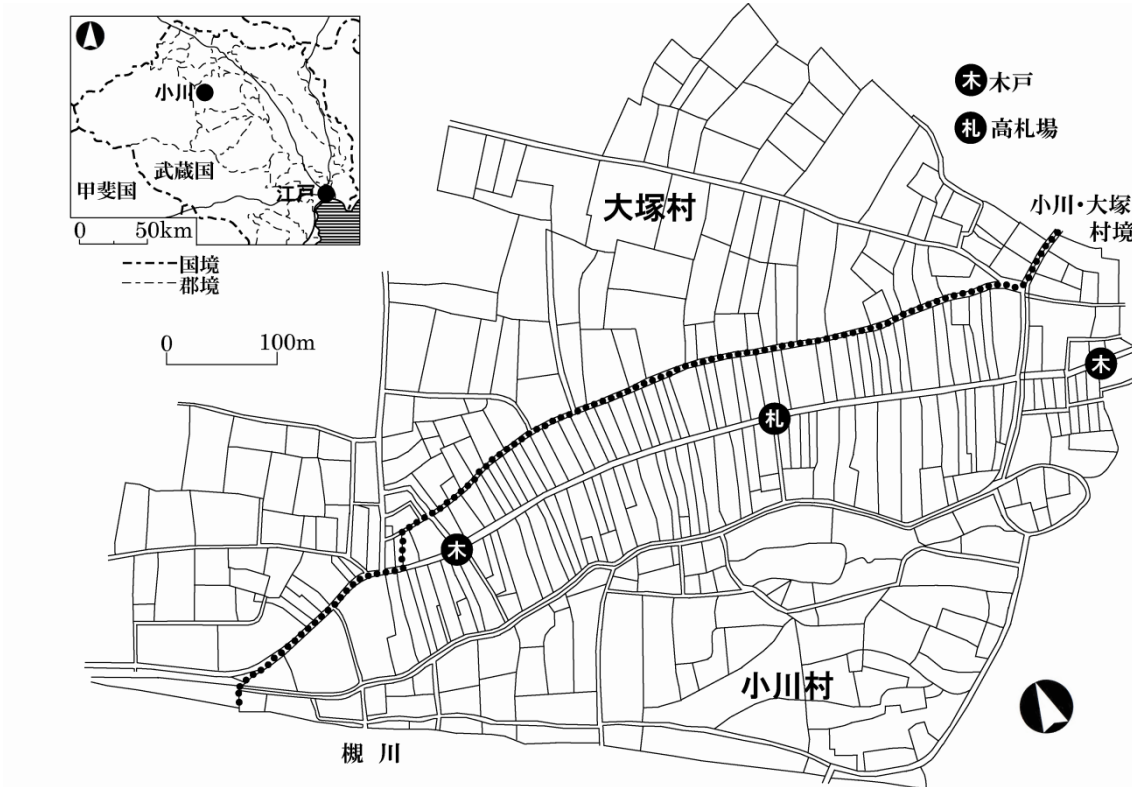 小川
武蔵国
甲斐国
江戸
0 50km
国境
郡境
0 100m
木 木戸
札 高札場
大塚村
小川・大塚
村境
木
札
木
小川村
槻川